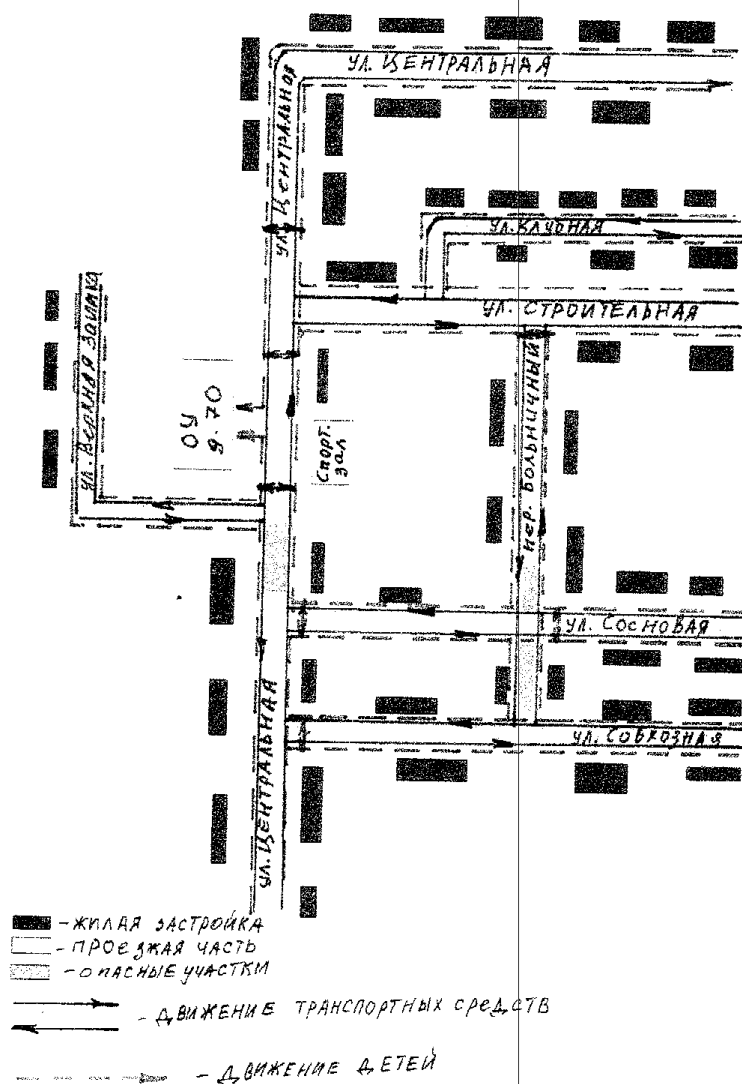 ул. ЦЕНТРАЛЬНАЯ
ул. Центральная
ул. КЛУБНАЯ
ул. СТРОИТЕЛЬНАЯ
ул. Верхняя Заимка
ОУ
д. 70
Спорт.
зал
пер. Больничный
ул. СОСНОВАЯ
ул. СОВХОЗНАЯ
ул. ЦЕНТРАЛЬНАЯ
- ЖИЛАЯ ЗАСТРОЙКА
- ПРОЕЗЖАЯ ЧАСТЬ
- ОПАСНЫЕ УЧАСТКИ
- ДВИЖЕНИЕ ТРАНСПОРТНЫХ СРЕДСТВ
- ДВИЖЕНИЕ ДЕТЕЙ